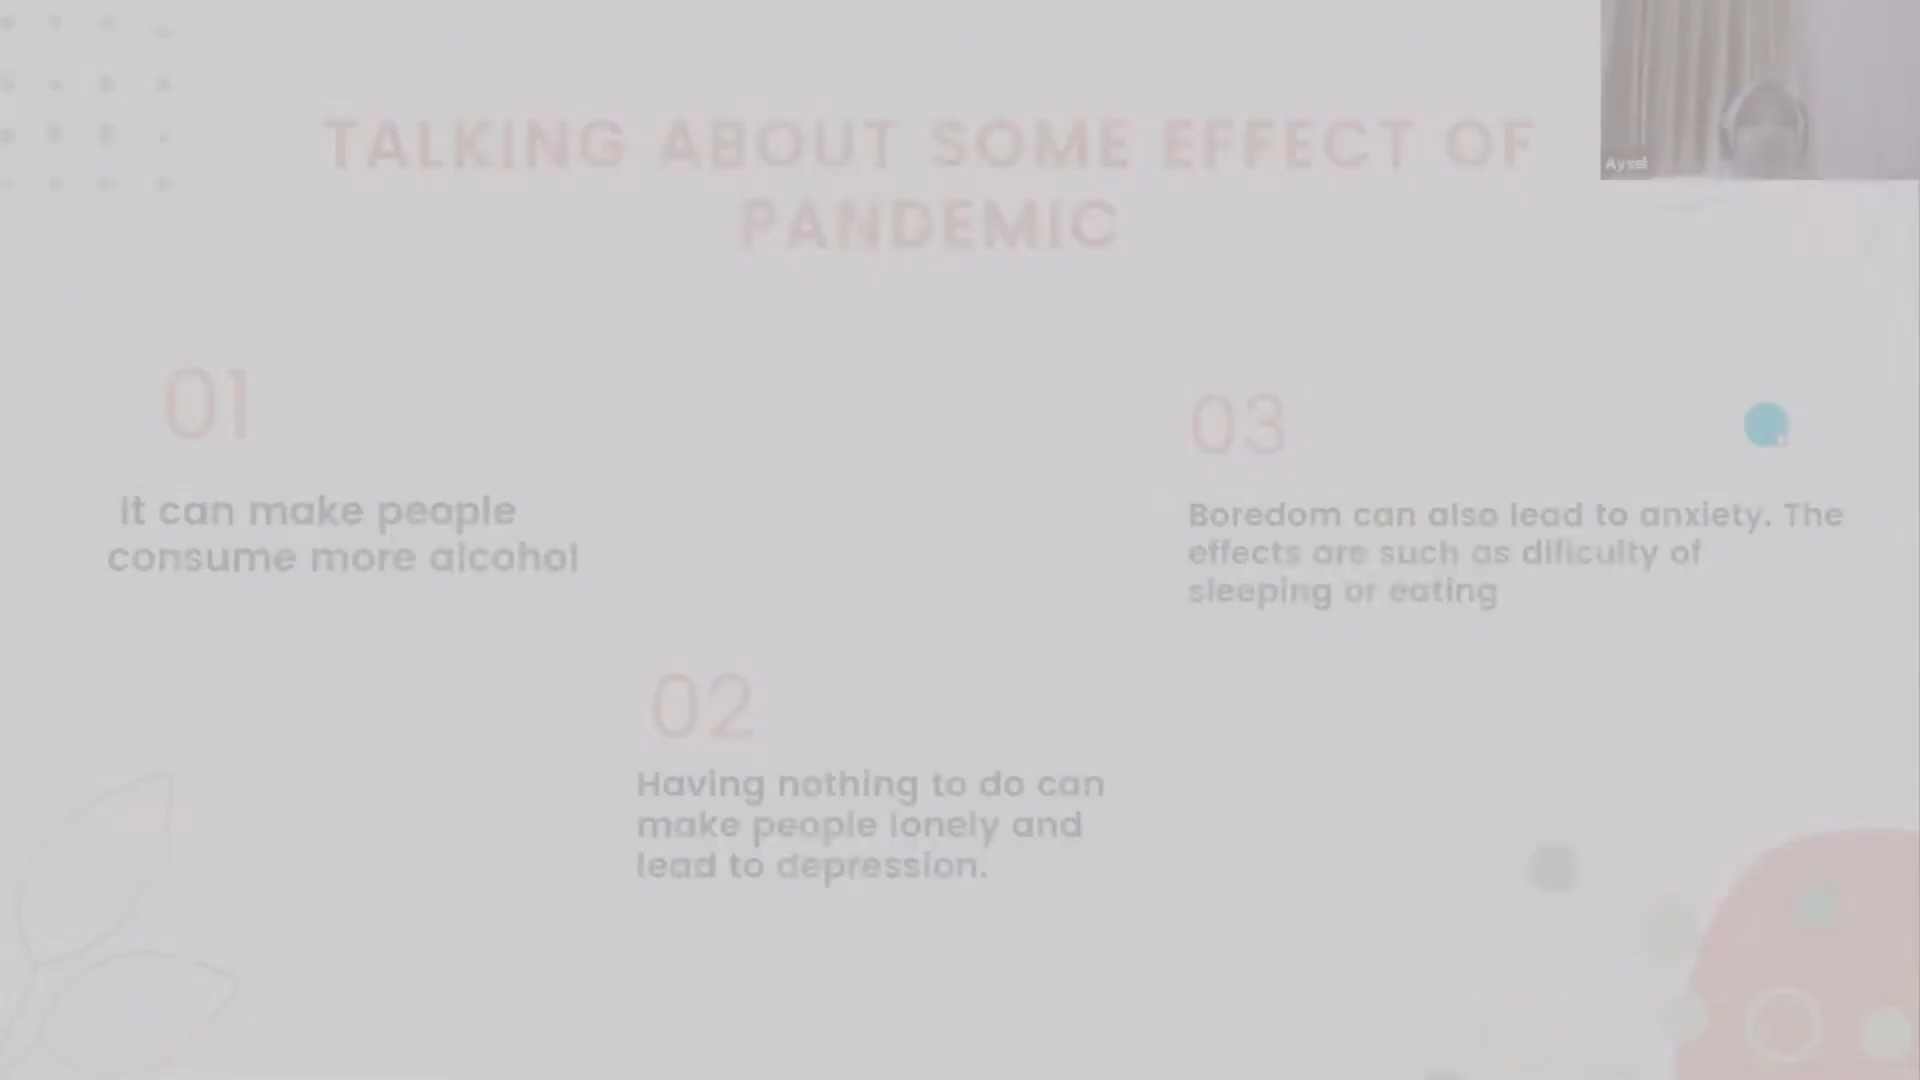 TALKING ABOUT SOME EFFECT OF
PANDEMIC
01
It can make people
consume more alcohol
02
Having nothing to do can
make people lonely and
lead to depression.
03
Boredom can also lead to anxiety. The
effects are such as dificulty of
sleeping or eating
Aysel